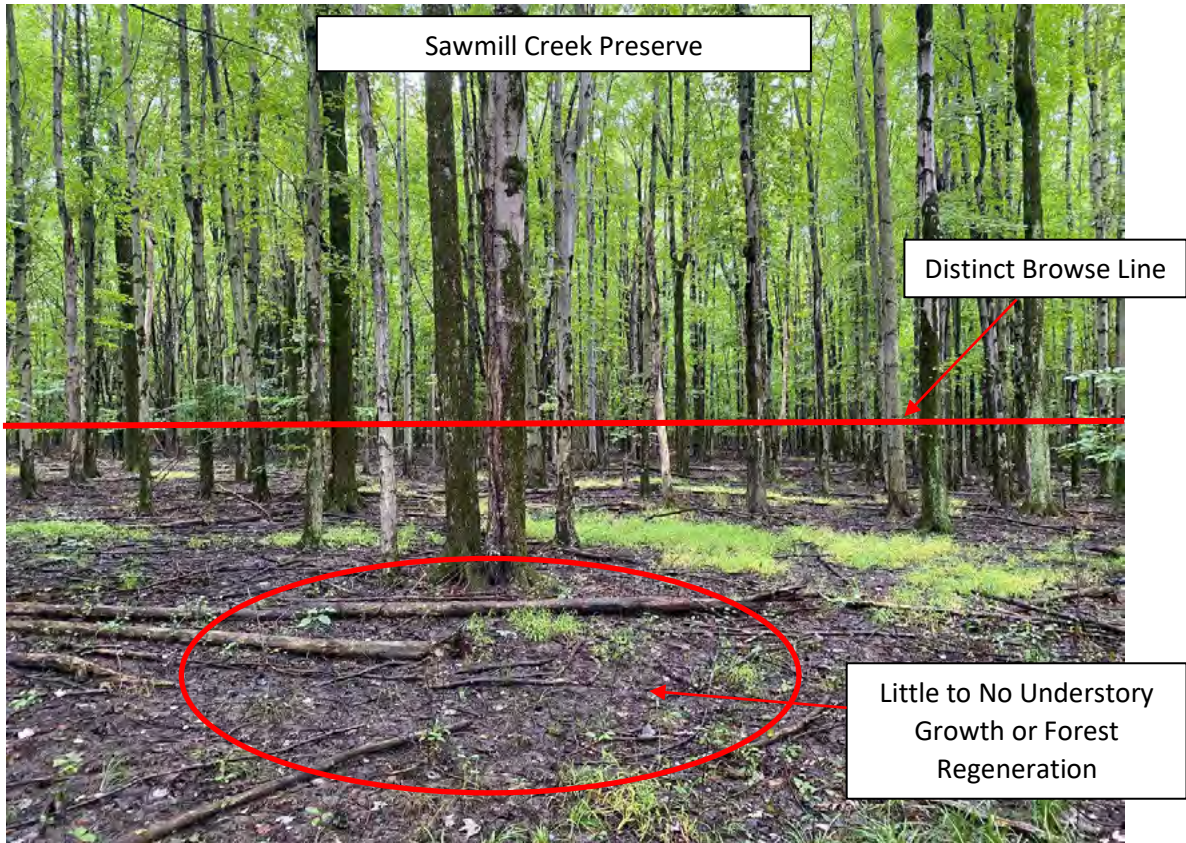 Sawmill Creek Preserve
Distinct Browse Line
Little to No Understory
Growth or Forest
Regeneration